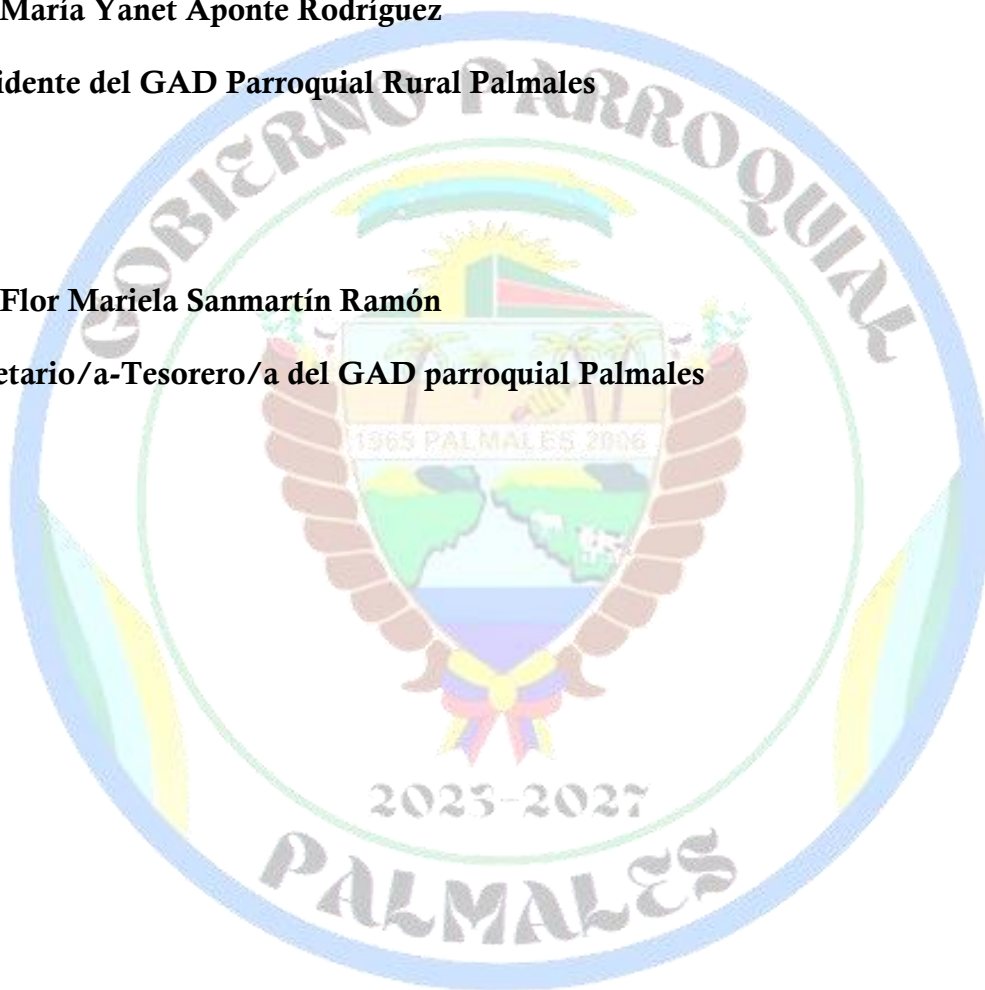 María Yanet Aponte Rodríguez
idente del GAD Parroquial Rural Palmales
GOBIERNO PARROQUIAL
Flor Mariela Sanmartín Ramón
etario/a-Tesorero/a del GAD parroquial Palmales
1965 PALMALES 2006
2023-2027
PALMALES